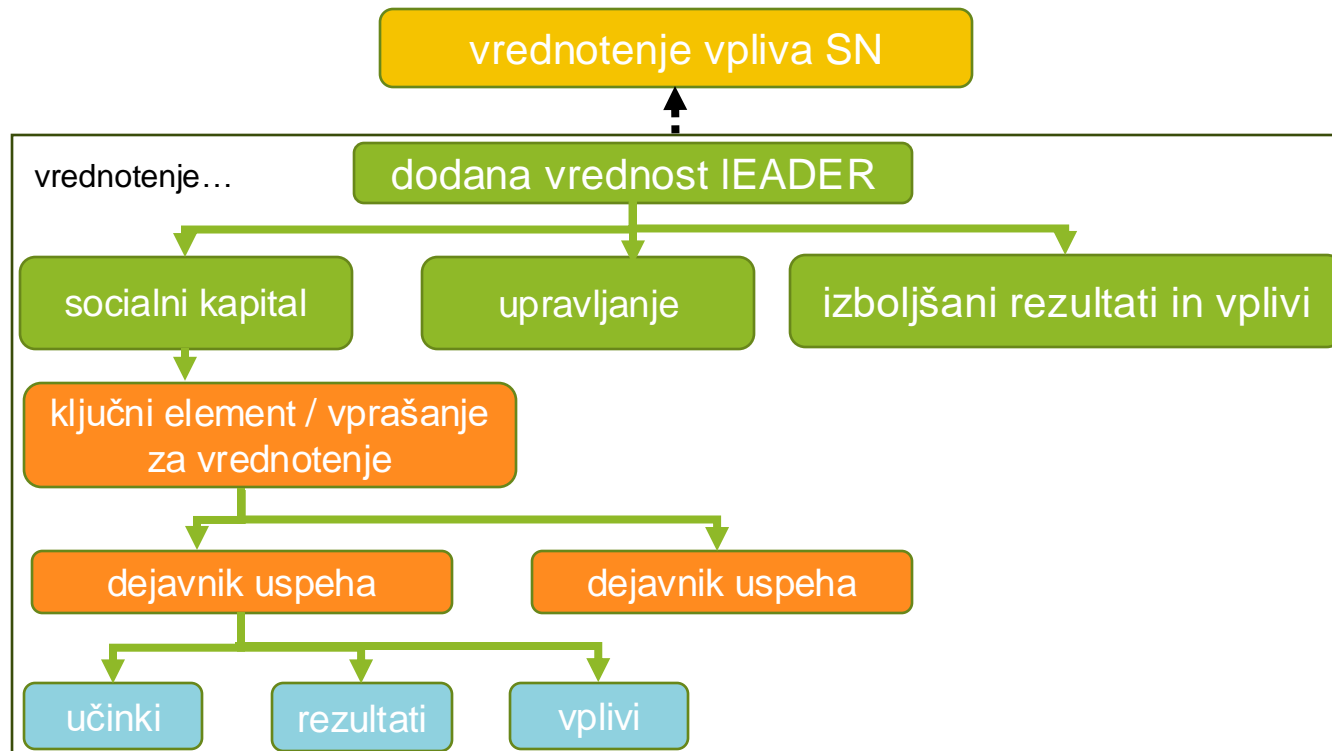 vrednotenje vpliva SN
vrednotenje…
dodana vrednost lEADER
socialni kapital
upravljanje
izboljšani rezultati in vplivi
ključni element / vprašanje
za vrednotenje
dejavnik uspeha
dejavnik uspeha
učinki
rezultati
vplivi